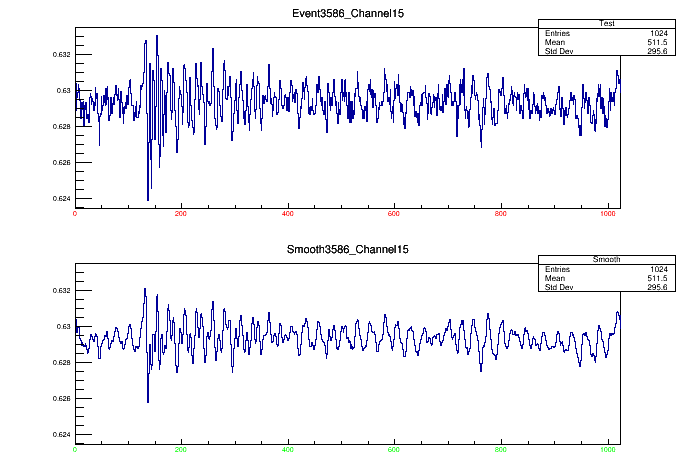 Event3586_Channel15
Test
Entries 1024
Mean 511.5
Std Dev 295.6
0.632
0.63
0.628
0.626
0.624
0 200 400 600 800 1000
Smooth3586_Channel15
Smooth
Entries 1024
Mean 511.5
Std Dev 295.6
0.632
0.63
0.628
0.626
0.624
0 200 400 600 800 1000